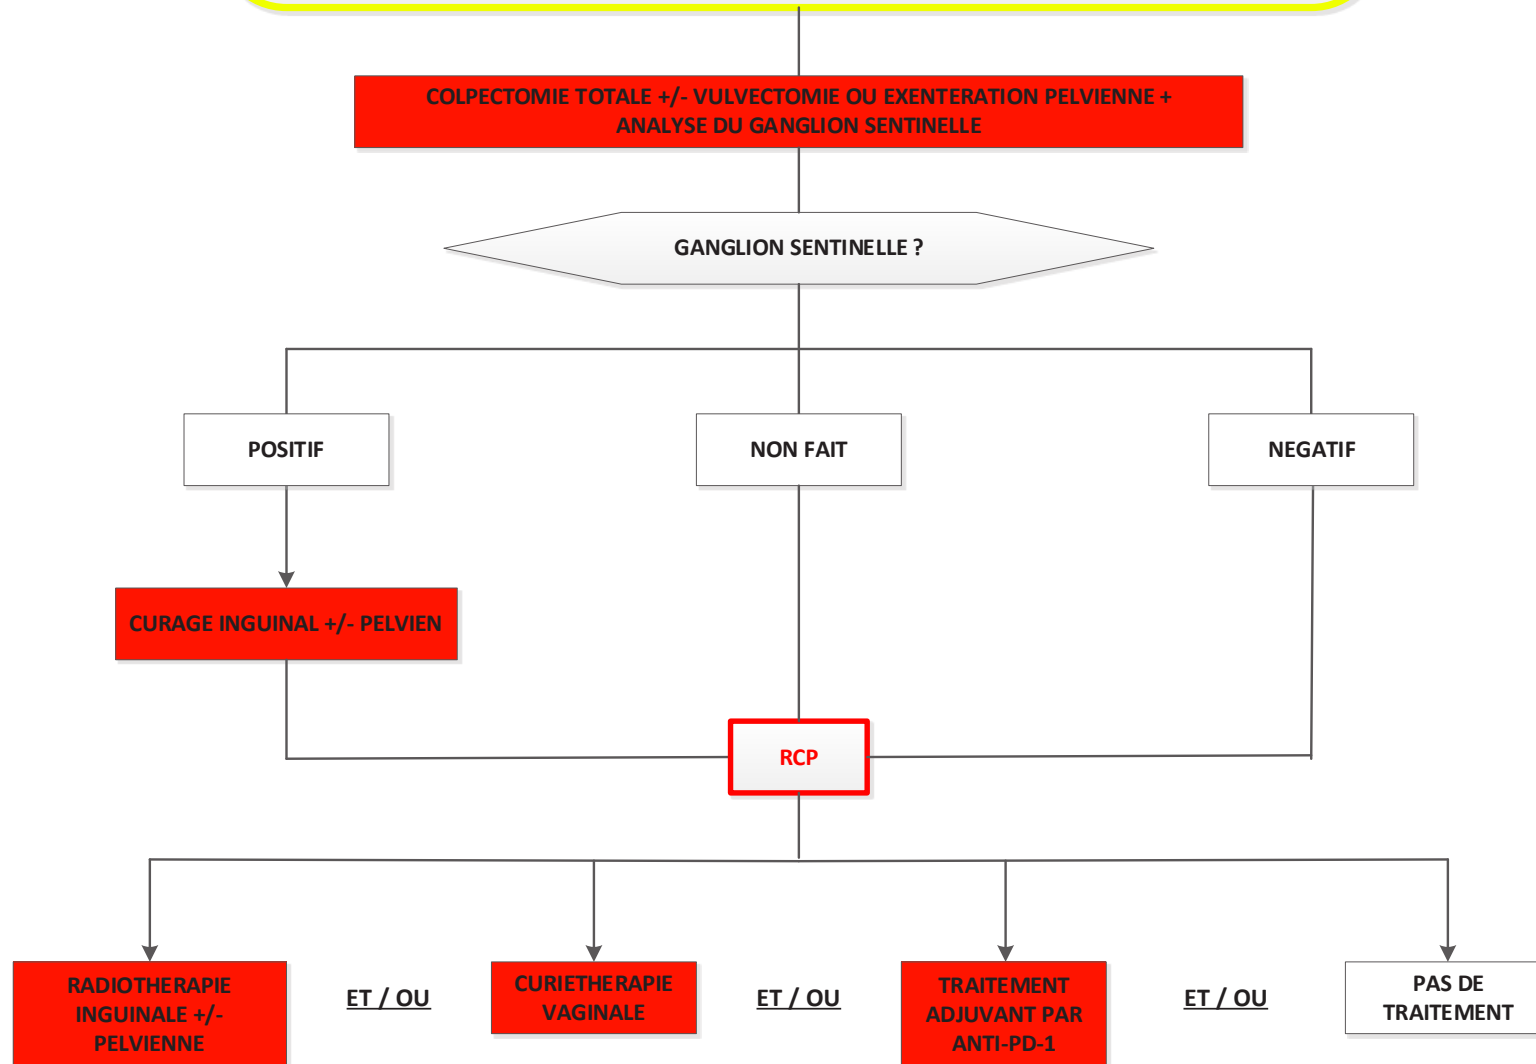 COLPECTOMIE TOTALE +/- VULVECTOMIE OU EXENTERATION PELVIENNE +
ANALYSE DU GANGLION SENTINELLE
GANGLION SENTINELLE ?
POSITIF
NON FAIT
NEGATIF
CURAGE INGUINAL +/- PELVIEN
RCP
RADIOTHERAPIE
INGUINALE +/-
PELVIENNE
ET / OU
CURIETHERAPIE
VAGINALE
ET / OU
TRAITEMENT
ADJUVANT PAR
ANTI-PD-1
ET / OU
PAS DE
TRAITEMENT